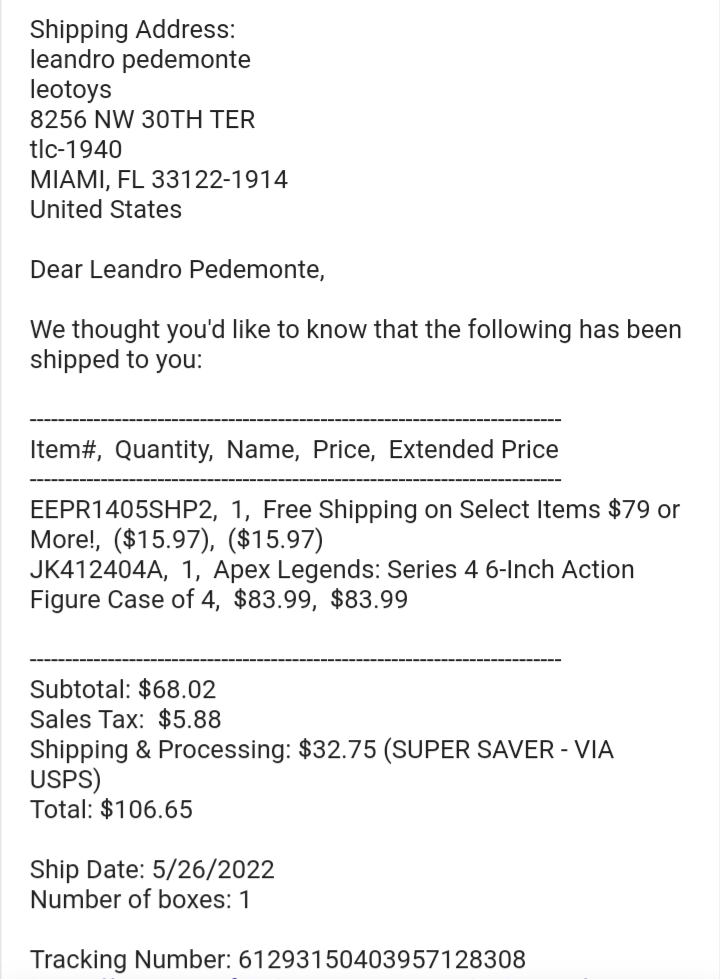 Shipping Address:
leandro pedemonte
leotoys
8256 NW 30TH TER
tlc-1940
MIAMI, FL 33122-1914
United States
Dear Leandro Pedemonte,
We thought you'd like to know that the following has been
shipped to you:
----------------------------------------------------------------------------
Item#,  Quantity,  Name,  Price,  Extended Price
----------------------------------------------------------------------------
EEPR1405SHP2,  1,  Free Shipping on Select Items $79 or
More!,  ($15.97),  ($15.97)
JK412404A,  1,  Apex Legends: Series 4 6-Inch Action
Figure Case of 4,  $83.99,  $83.99
----------------------------------------------------------------------------
Subtotal: $68.02
Sales Tax:  $5.88
Shipping & Processing: $32.75 (SUPER SAVER - VIA
USPS)
Total: $106.65
Ship Date: 5/26/2022
Number of boxes: 1
Tracking Number: 61293150403957128308